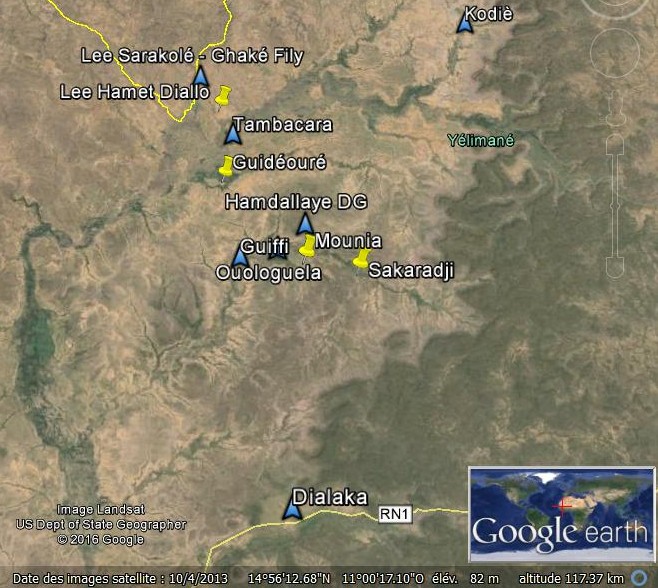 Kodiè
Lee Sarakolé - Ghaké Fily
Lee Hamet Diallo
Tambacara
Yélimané
Guidéouré
Hamdallaye DG
Guiffi
Mounia
Ouologuela
Sakaradji
Dialaka
RN1
Image Landsat
US Dept of State Geographer
© 2016 Google
Google earth
Date des images satellite : 10/4/2013 14°56'12.68"N 11°00'17.10"O élév. 82 m altitude 117.37 km